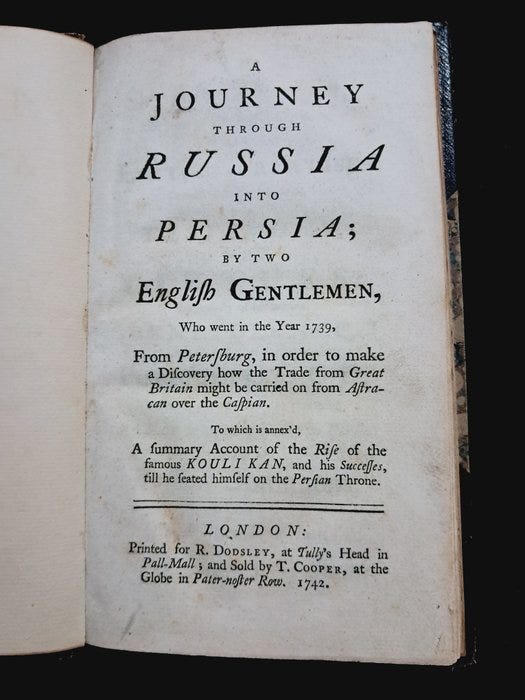 A
JOURNEY
THROUGH
RUSSIA
INTO
PERSIA;
BY TWO
Engliſh GENTLEMEN,
Who went in the Year 1739,
From Peterſburg, in order to make
a Diſcovery how the Trade from Great
Britain might be carried on from Aſtra-
can over the Caſpian.
To which is annex'd,
A ſummary Account of the Riſe of the
famous KOULI KAN, and his Succeſſes,
till he ſeated himſelf on the Perſian Throne.
LONDON:
Printed for R. DODSLEY, at Tully's Head in
Pall-Mall; and Sold by T. COOPER, at the
Globe in Pater-noſter Row. 1742.